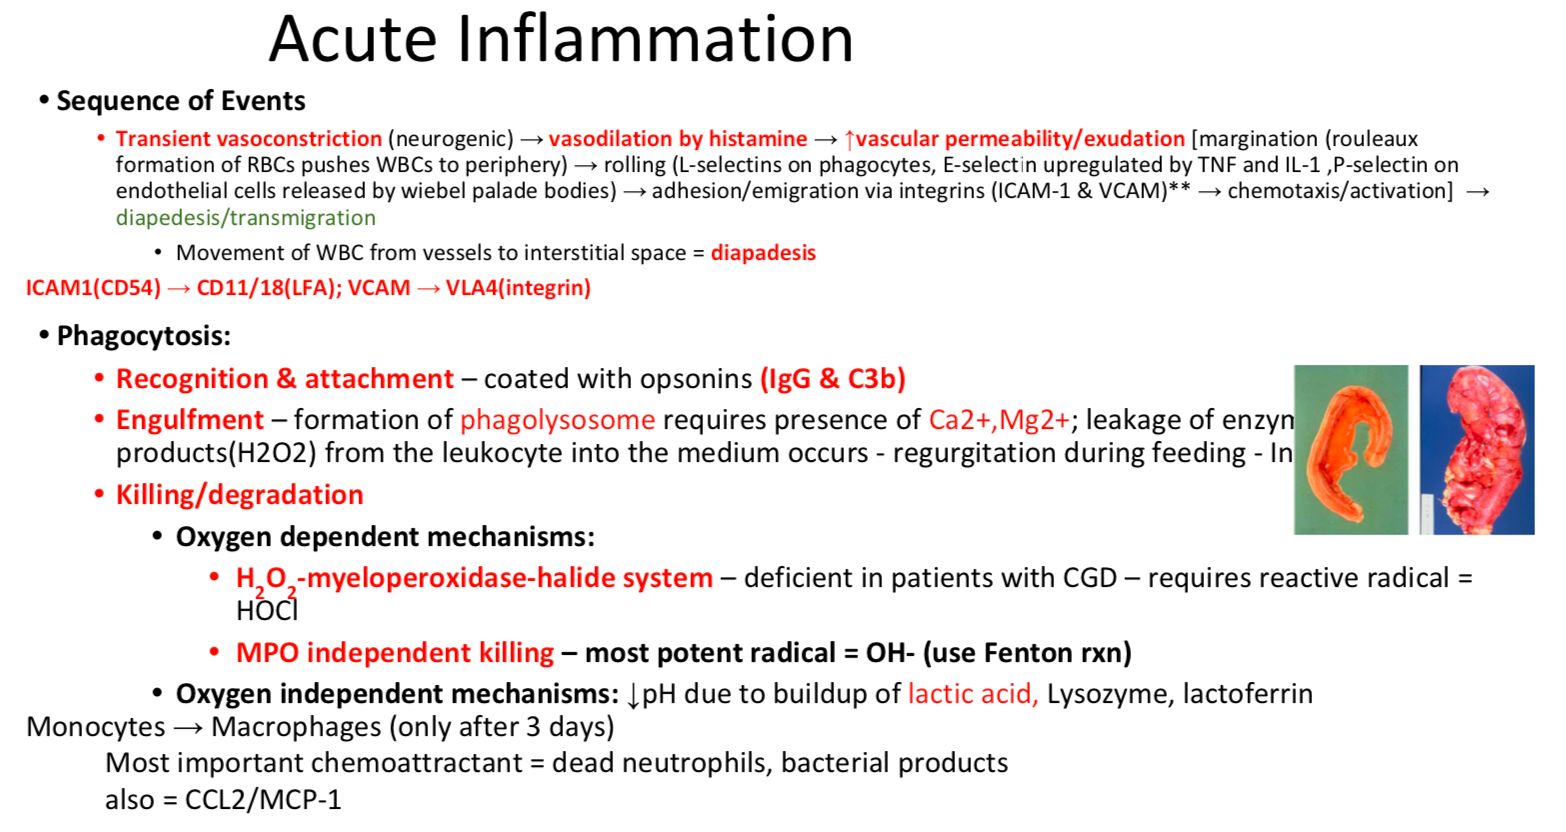 Acute Inflammation
• Sequence of Events
• Transient vasoconstriction (neurogenic) → vasodilation by histamine → ↑vascular permeability/exudation [margination (rouleaux
formation of RBCs pushes WBCs to periphery) → rolling (L-selectins on phagocytes, E-selectin upregulated by TNF and IL-1 ,P-selectin on
endothelial cells released by wiebel palade bodies) → adhesion/emigration via integrins (ICAM-1 & VCAM)** → chemotaxis/activation] →
diapedesis/transmigration
• Movement of WBC from vessels to interstitial space = diapadesis
ICAM1(CD54) → CD11/18(LFA); VCAM → VLA4(integrin)
• Phagocytosis:
• Recognition & attachment – coated with opsonins (IgG & C3b)
• Engulfment – formation of phagolysosome requires presence of Ca2+,Mg2+; leakage of
products(H2O2) from the leukocyte into the medium occurs - regurgitation during feeding -
• Killing/degradation
• Oxygen dependent mechanisms:
• H₂O₂-myeloperoxidase-halide system – deficient in patients with CGD – requires reactive radical =
HOCl
• MPO independent killing – most potent radical = OH- (use Fenton rxn)
• Oxygen independent mechanisms: ↓pH due to buildup of lactic acid, Lysozyme, lactoferrin
Monocytes → Macrophages (only after 3 days)
Most important chemoattractant = dead neutrophils, bacterial products
also = CCL2/MCP-1